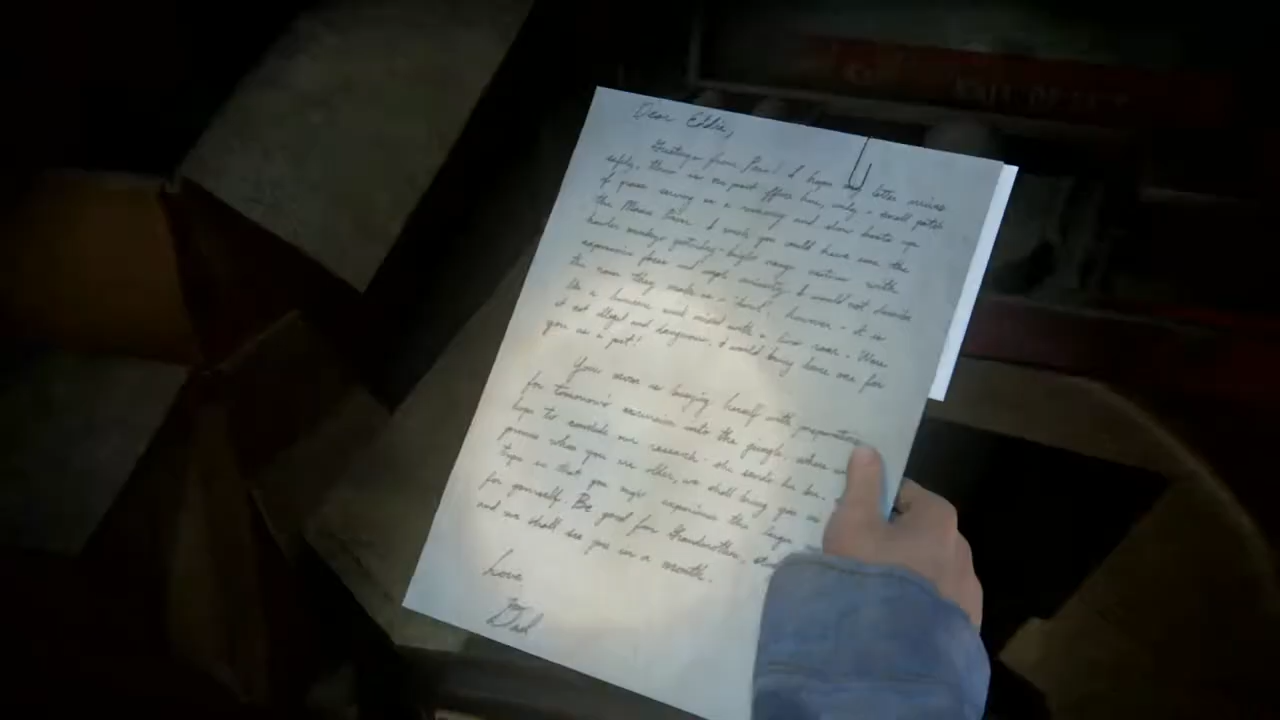 Dear Eddie,
Greetings from Peru! I hope my letter arrives
safely. There is no post office here, only a small patch
of grass serving as a runway and slow boats up
the River. I wish you could have seen the
howler monkeys yesterday - bright orange creatures with
expressive faces and ample curiosity. I would not describe
the noise they make as a 'howl', however - it is
like a hurricane wind mixed with a lion roar. Were
it not illegal and dangerous, I would bring home one for
you as a pet!
Your mom is busying herself with preparations
for tomorrow's excursion into the jungle, where we
hope to conclude our research. She sends her love.
promise when you are older, we shall bring you on
trips so that you might experience the
for yourself. Be good for Grandmother,
and we shall see you in a month.
Love,
Dad